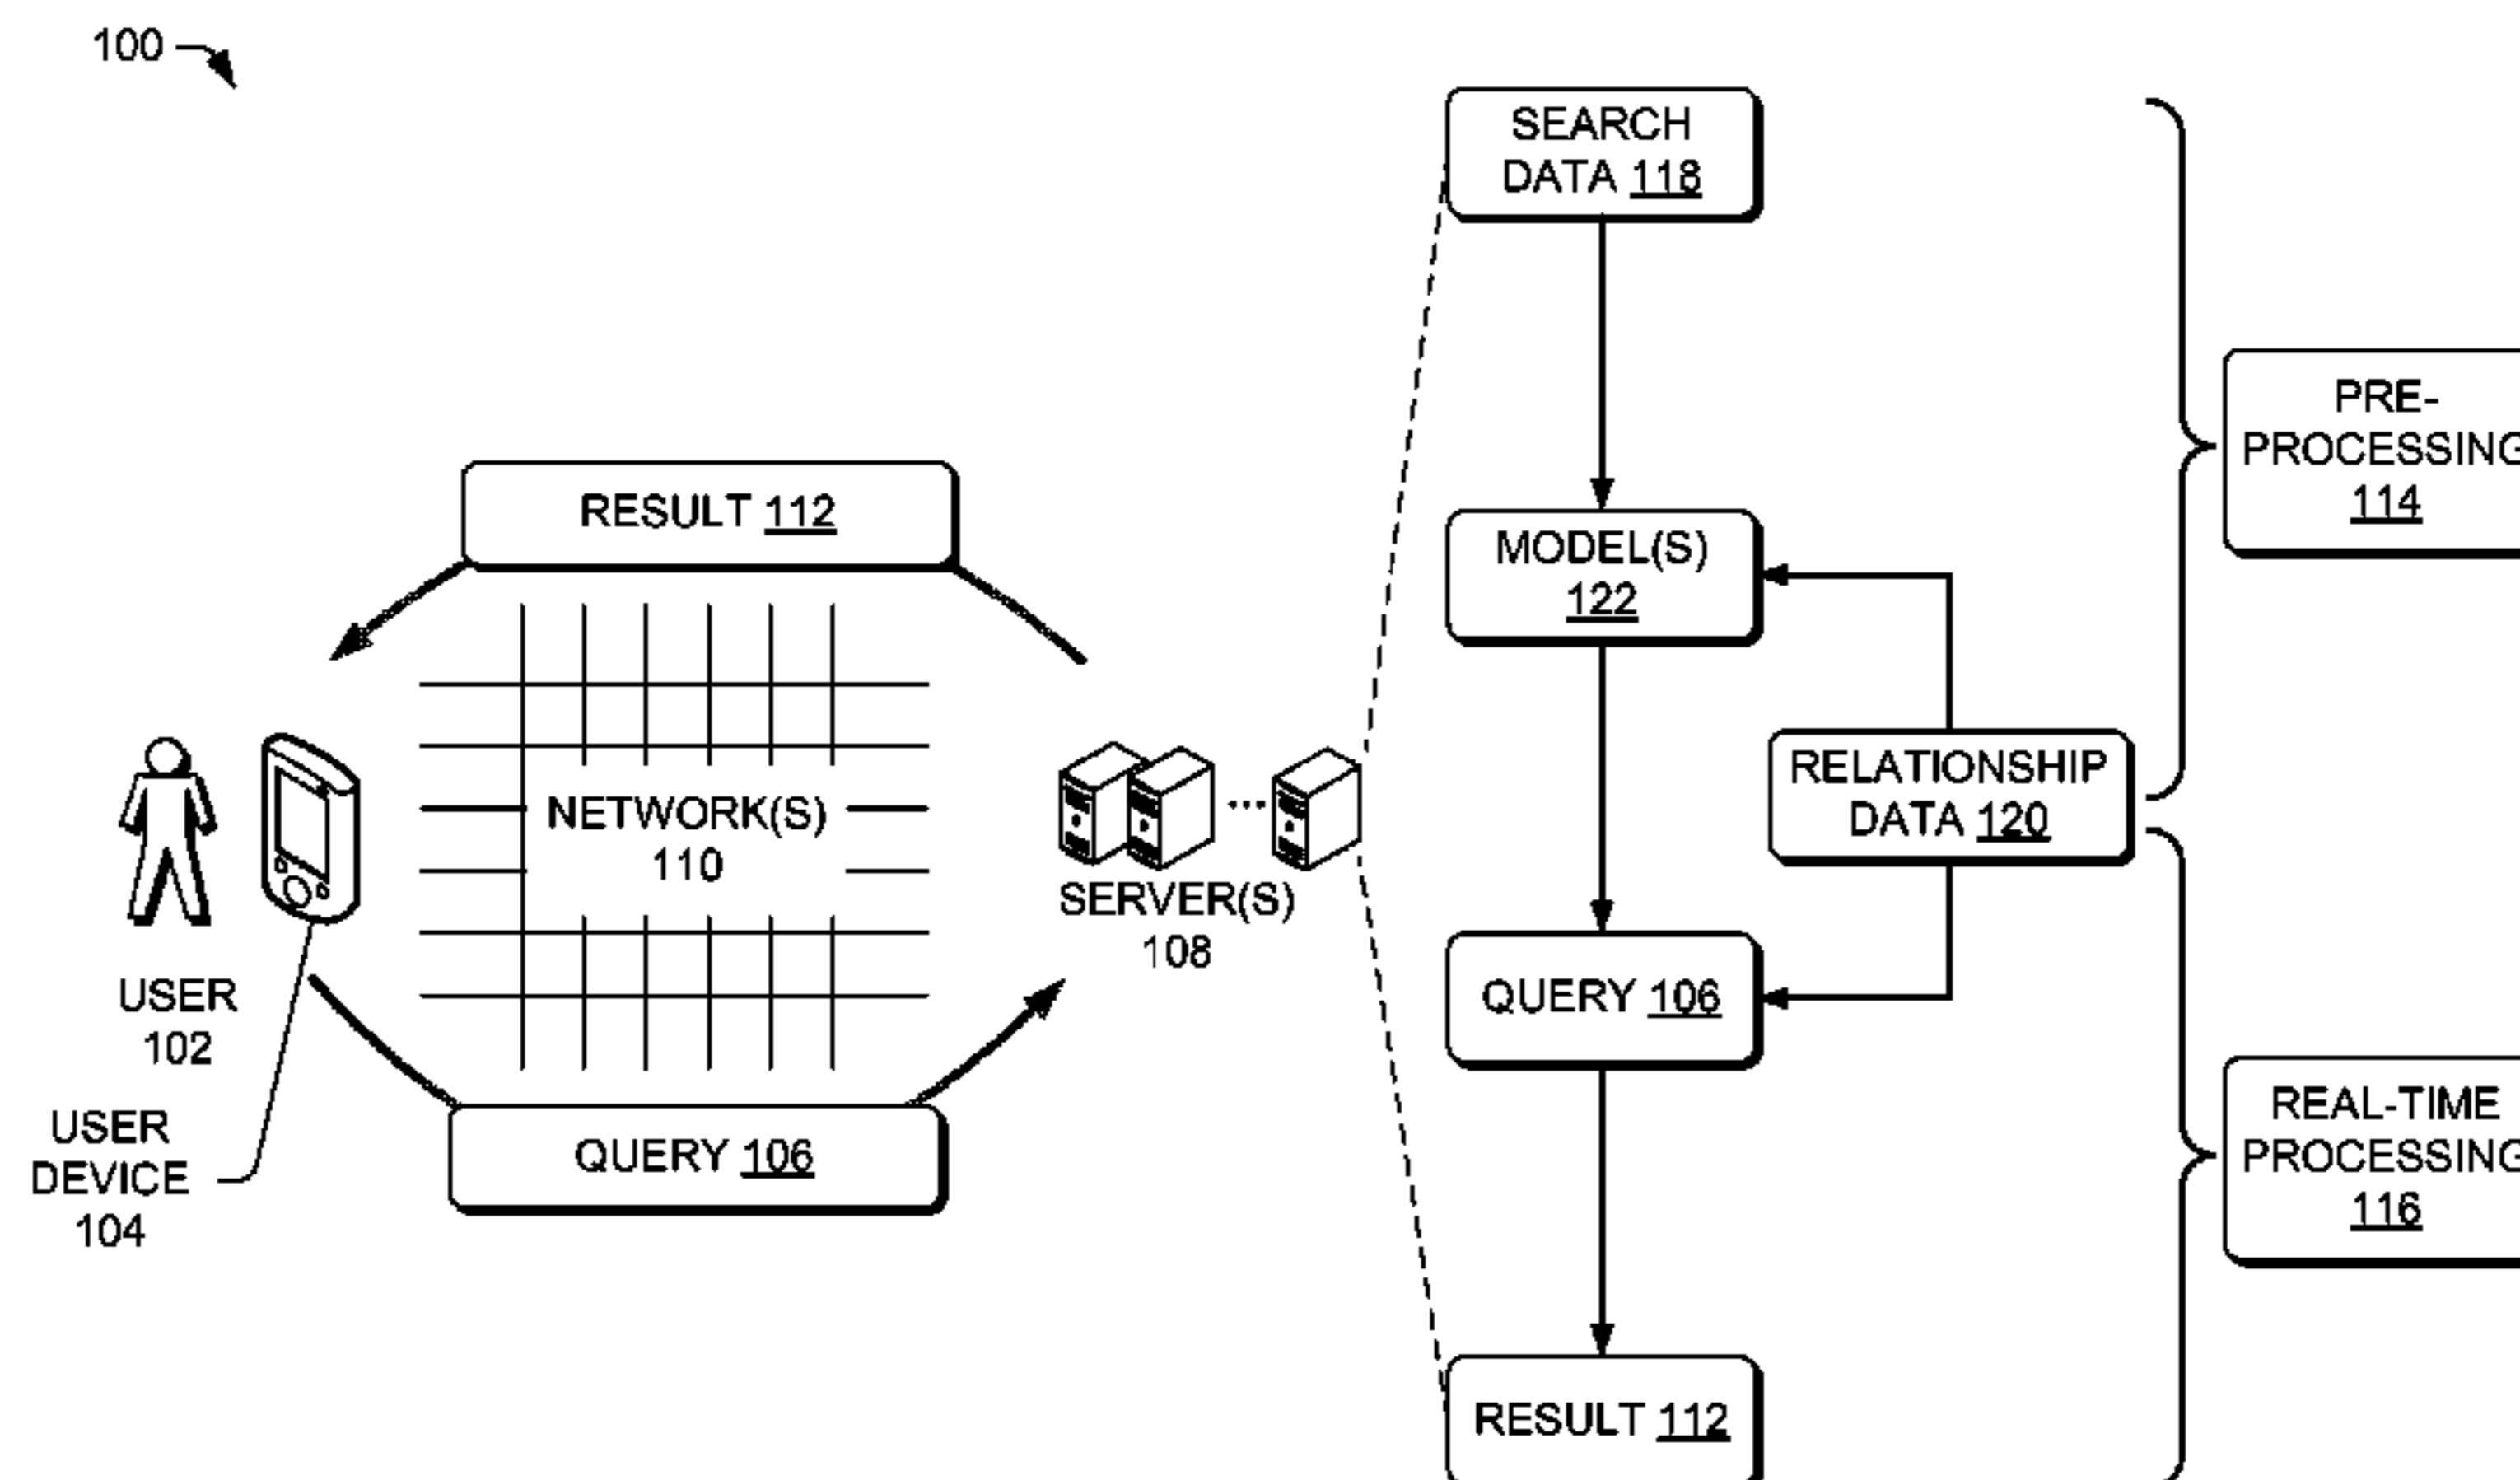 100
SEARCH
DATA 118
PRE-
PROCESSING
114
RESULT 112
MODEL(S)
122
RELATIONSHIP
DATA 120
NETWORK(S)
110
SERVER(S)
108
USER
102
QUERY 106
USER
DEVICE
104
QUERY 106
REAL-TIME
PROCESSING
116
RESULT 112